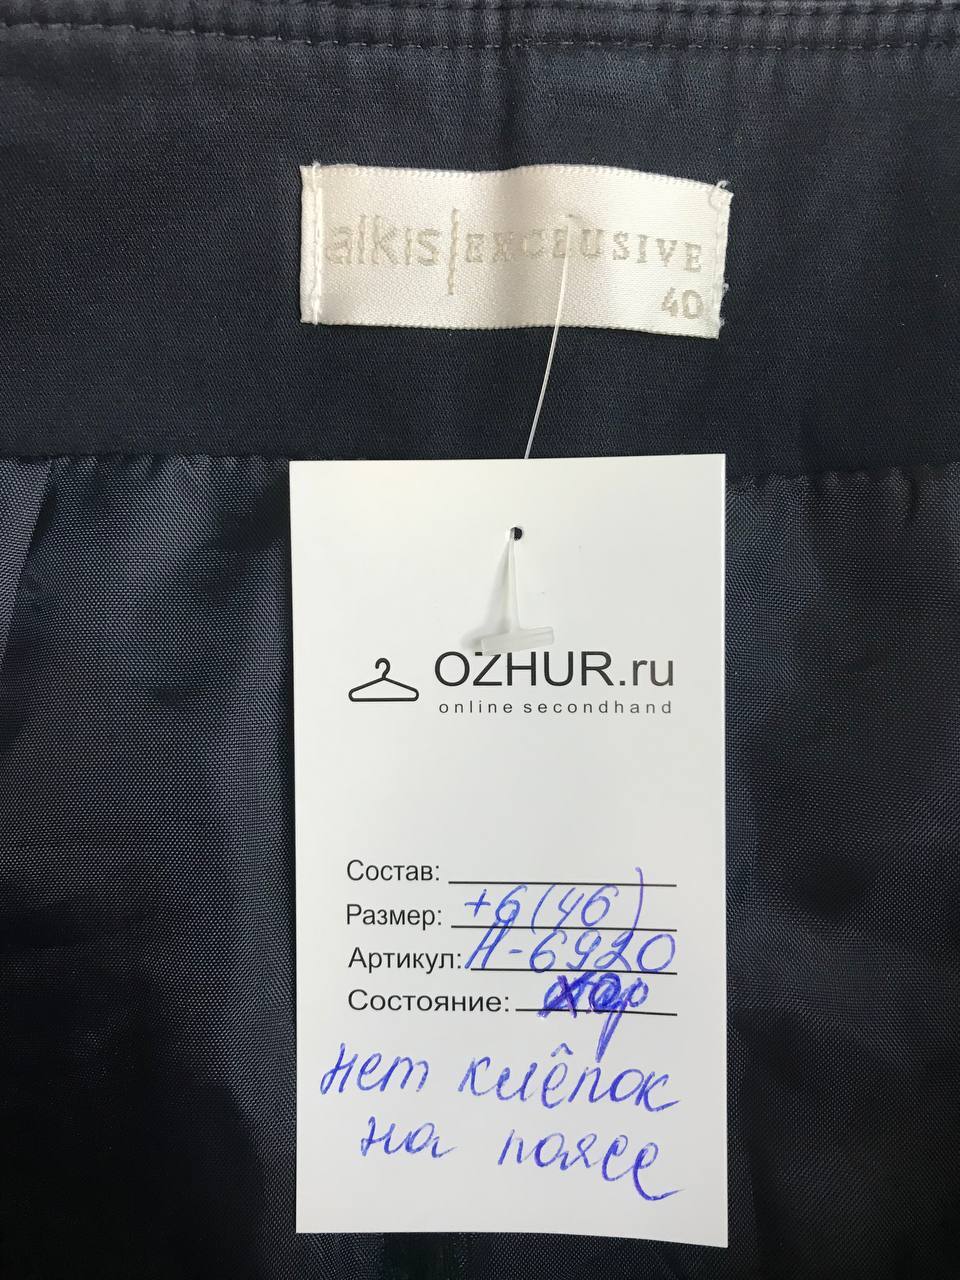 alkis|EXCLUSIVE
40
OZHUR.ru
online secondhand
Состав:
Размер: +6 (46)
Артикул: Н-6920
Состояние: хор
нет клёпок
на поясе